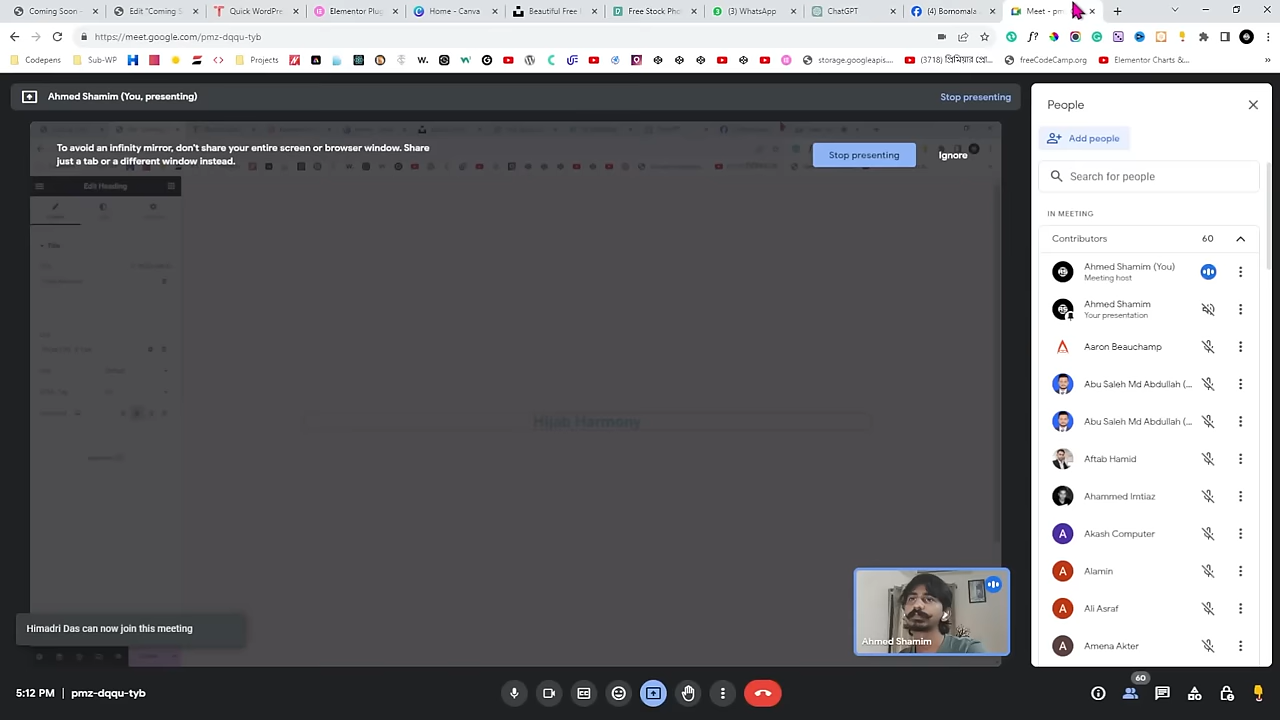 Coming Soon -
Edit "Coming S
Quick WordPre
Elementor Plug
Home - Canva
Beautiful Free
Free Stock Pho
(3) WhatsApp
ChatGPT
(4) Bornomala
Meet - pm
https://meet.google.com/pmz-dqqu-tyb
Codepens
Sub-WP
Projects
storage.googleapis...
freeCodeCamp.org
Elementor Charts &...
Ahmed Shamim (You, presenting)
Stop presenting
To avoid an infinity mirror, don't share your entire screen or browser window. Share
just a tab or a different window instead.
Stop presenting
Ignore
Edit Heading
Title
Hijab Harmony
Himadri Das can now join this meeting
Ahmed Shamim
People
Add people
Search for people
IN MEETING
Contributors 60
Ahmed Shamim (You)
Meeting host
Ahmed Shamim
Your presentation
Aaron Beauchamp
Abu Saleh Md Abdullah (...
Abu Saleh Md Abdullah (...
Aftab Hamid
Ahammed Imtiaz
A
Akash Computer
A
Alamin
A
Ali Asraf
A
Amena Akter
5:12 PM | pmz-dqqu-tyb
60